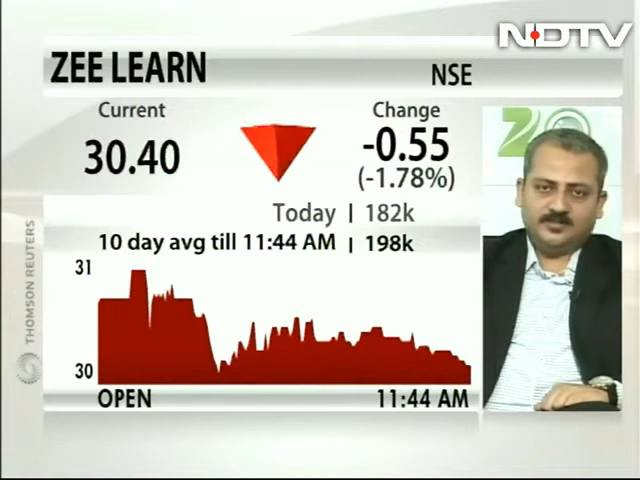 NDTV
ZEE LEARN
NSE
Current
Change
30.40
-0.55
(-1.78%)
Today | 182k
10 day avg till 11:44 AM | 198k
31
30
OPEN
11:44 AM
THOMSON REUTERS